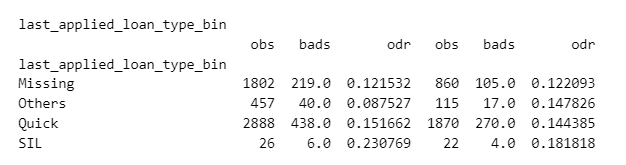 last_applied_loan_type_bin
obs bads odr obs bads odr
last_applied_loan_type_bin
Missing 1802 219.0 0.121532 860 105.0 0.122093
Others 457 40.0 0.087527 115 17.0 0.147826
Quick 2888 438.0 0.151662 1870 270.0 0.144385
SIL 26 6.0 0.230769 22 4.0 0.181818